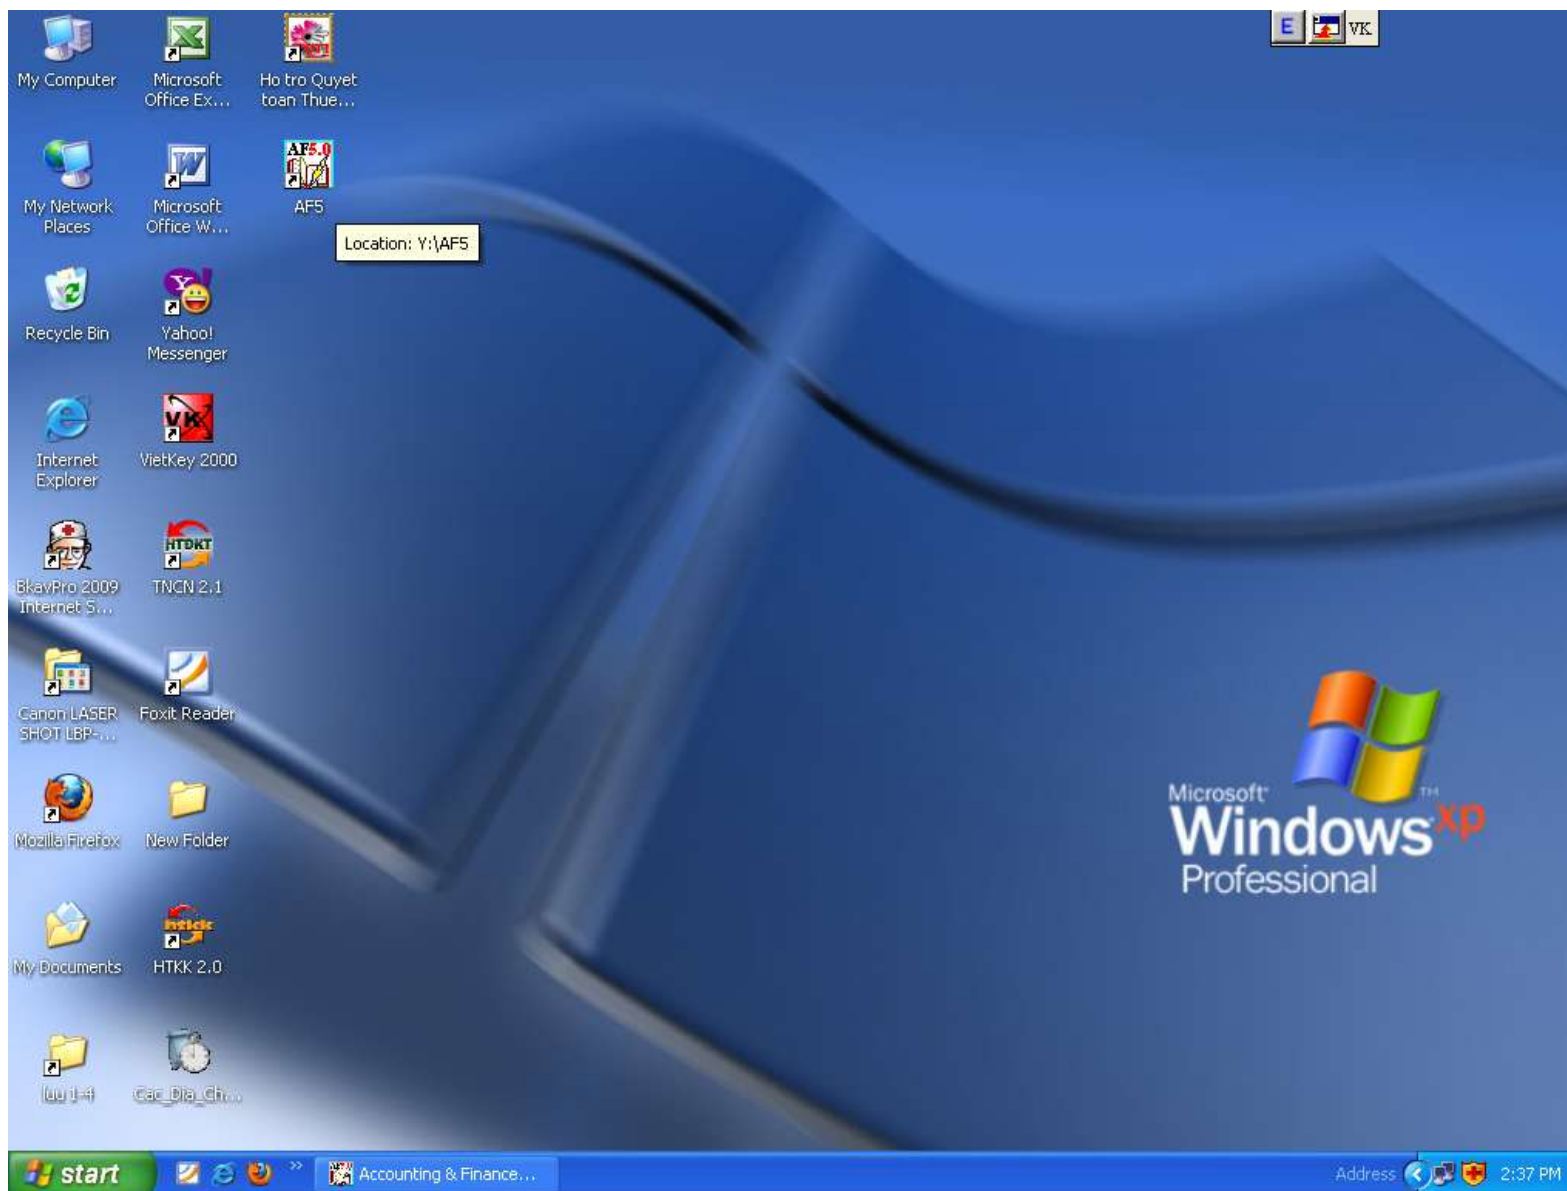 My Computer
Microsoft
Office Ex...
Ho tro Quyet
toan Thue...
E
VK
My Network
Places
Microsoft
Office W...
AF5.0
AF5
Location: Y:\AF5
Recycle Bin
Yahoo!
Messenger
Internet
Explorer
VK
VietKey 2000
BkavPro 2009
Internet S...
HTDKT
TNCN 2.1
Canon LASER
SHOT LBP-...
Foxit Reader
Mozilla Firefox
New Folder
Microsoft
TM
Windows xp
Professional
My Documents
htkk
HTKK 2.0
luu 1-4
Cac_Dia_Ch...
start
Accounting & Finance...
Address
2:37 PM